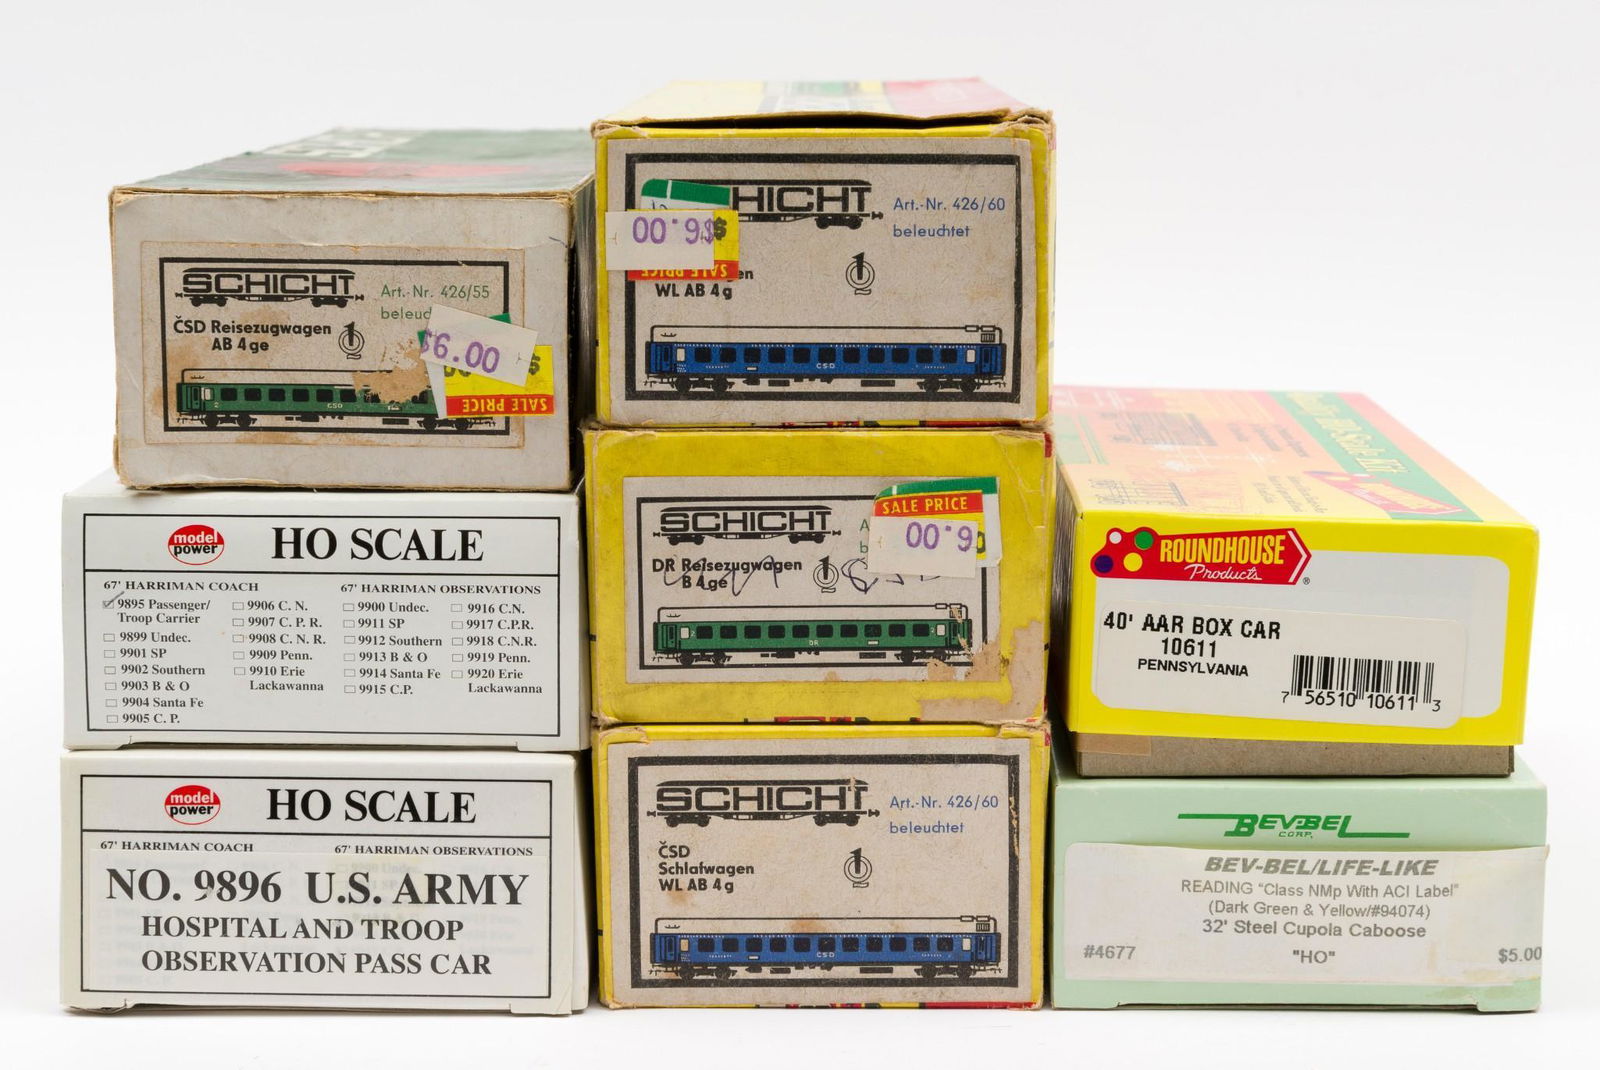 SCHICHT
Art.-Nr. 426/55
ČSD Reisezugwagen
AB 4ge
$6.00
SALE PRICE
CSD
model power
HO SCALE
67' HARRIMAN COACH
67' HARRIMAN OBSERVATIONS
9895 Passenger/
Troop Carrier
9899 Undec.
9901 SP
9902 Southern
9903 B & O
9904 Santa Fe
9905 C. P.
9906 C. N.
9907 C. P. R.
9908 C. N. R.
9909 Penn.
9910 Erie
Lackawanna
9900 Undec.
9911 SP
9912 Southern
9913 B & O
9914 Santa Fe
9915 C.P.
9916 C.N.
9917 C.P.R.
9918 C.N.R.
9919 Penn.
9920 Erie
Lackawanna
model power
HO SCALE
67' HARRIMAN COACH
67' HARRIMAN OBSERVATIONS
NO. 9896 U.S. ARMY
HOSPITAL AND TROOP
OBSERVATION PASS CAR
Art.-Nr. 426/60
beleuchtet
$6.00
SALE PRICE
WL AB 4g
CSD
SCHICHT
SALE PRICE
6.00
DR Reisezugwagen
B 4ge
DR
SCHICHT
Art.-Nr. 426/60
beleuchtet
ČSD
Schlafwagen
WL AB 4g
CSD
ROUNDHOUSE
Products
®
40' AAR BOX CAR
10611
PENNSYLVANIA
7 56510 10611 3
BEV-BEL
CORP.
BEV-BEL/LIFE-LIKE
READING "Class NMp With ACI Label"
(Dark Green & Yellow/#94074)
32' Steel Cupola Caboose
#4677
"HO"
$5.00